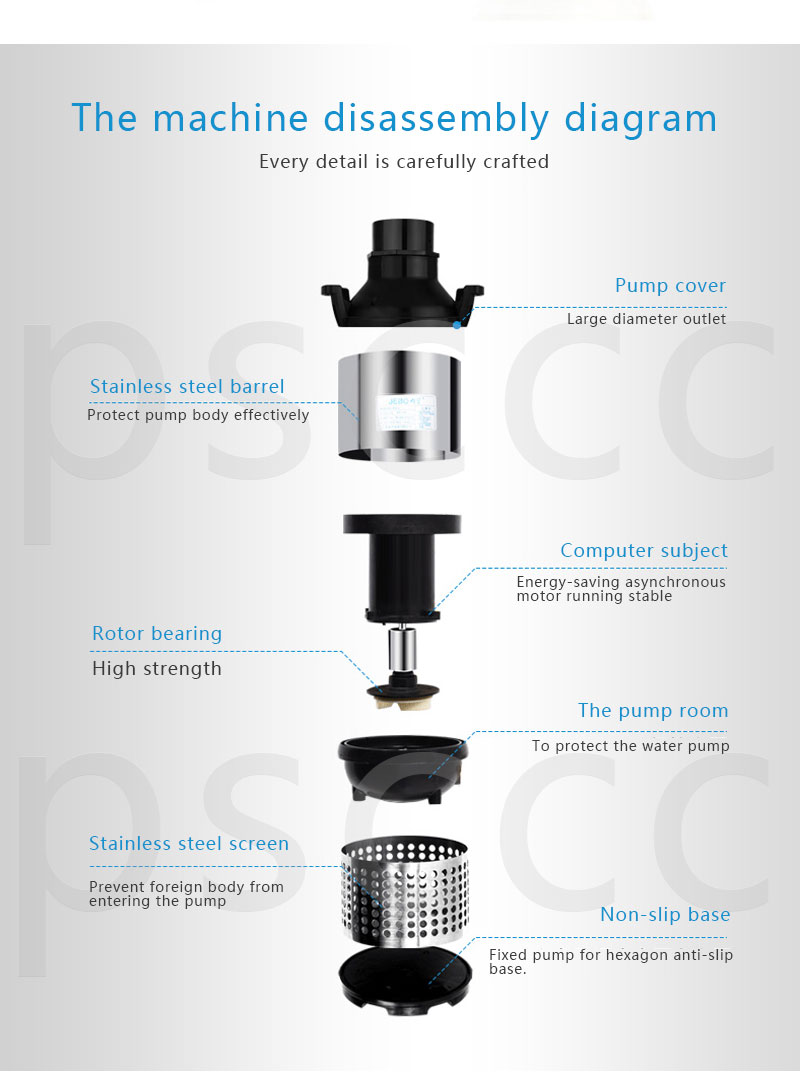 The machine disassembly diagram
Every detail is carefully crafted
Pump cover
Large diameter outlet
Stainless steel barrel
Protect pump body effectively
Computer subject
Energy-saving asynchronous
motor running stable
Rotor bearing
High strength
The pump room
To protect the water pump
Stainless steel screen
Prevent foreign body from
entering the pump
Non-slip base
Fixed pump for hexagon anti-slip
base.
psccc
psccc